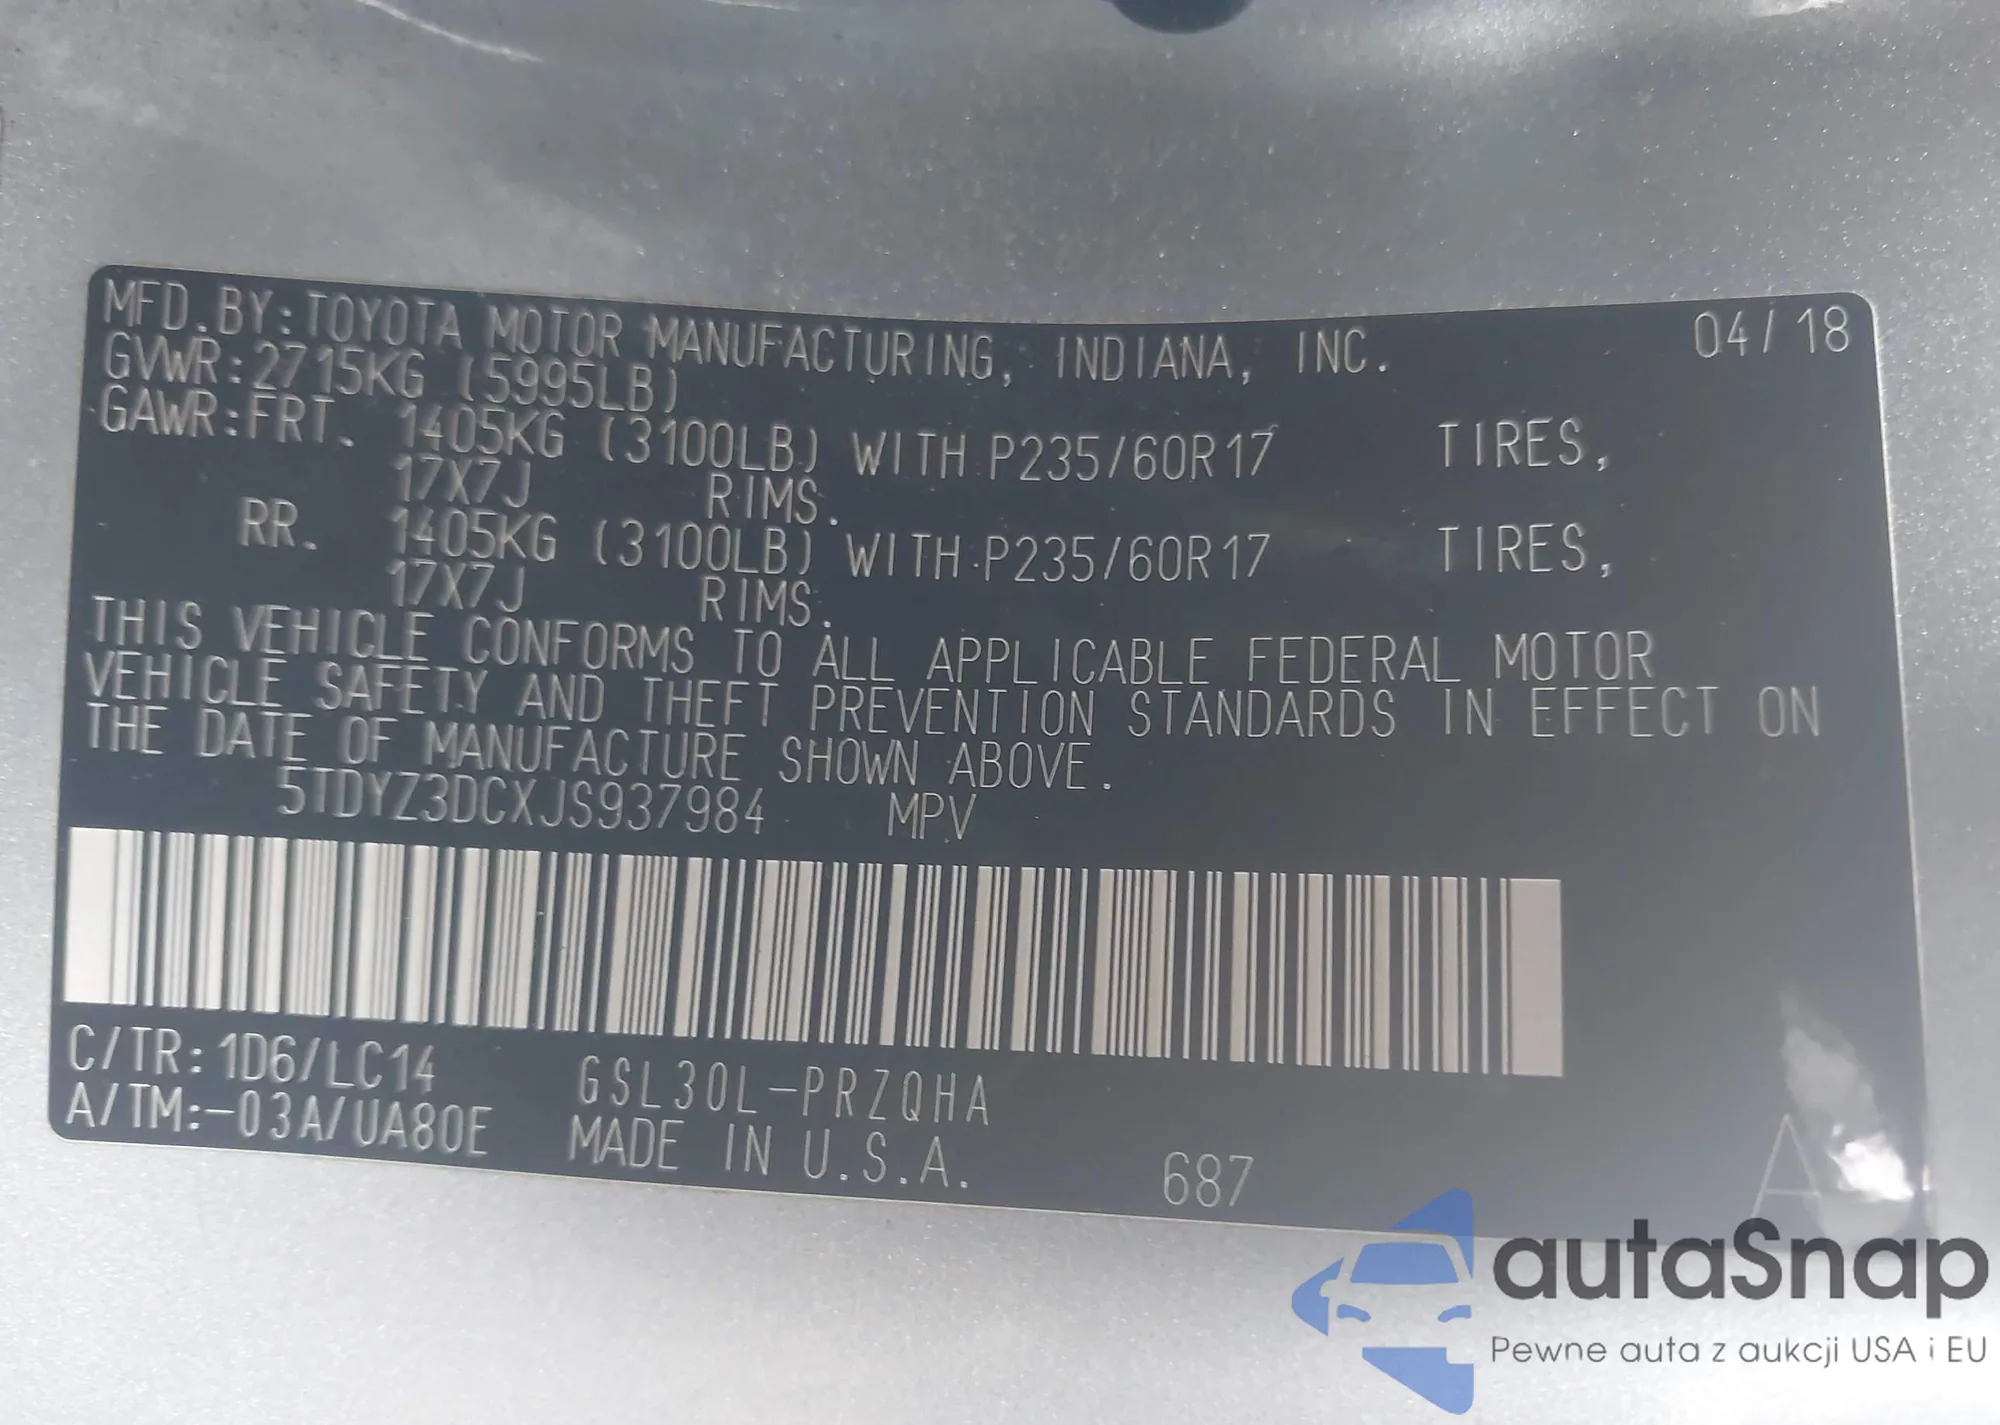 MFD.BY:TOYOTA MOTOR MANUFACTURING, INDIANA, INC. 04/18
GVWR:2715KG (5995LB)
GAWR:FRT. 1405KG (3100LB) WITH P235/60R17 TIRES,
17X7J RIMS.
RR. 1405KG (3100LB) WITH P235/60R17 TIRES,
17X7J RIMS.
THIS VEHICLE CONFORMS TO ALL APPLICABLE FEDERAL MOTOR
VEHICLE SAFETY AND THEFT PREVENTION STANDARDS IN EFFECT ON
THE DATE OF MANUFACTURE SHOWN ABOVE.
5TDYZ3DCXJS937984 MPV
C/TR:1D6/LC14 GSL30L-PRZQHA
A/TM:-03A/UA80E MADE IN U.S.A. 687 A
autaSnap
Pewne auta z aukcji USA i EU